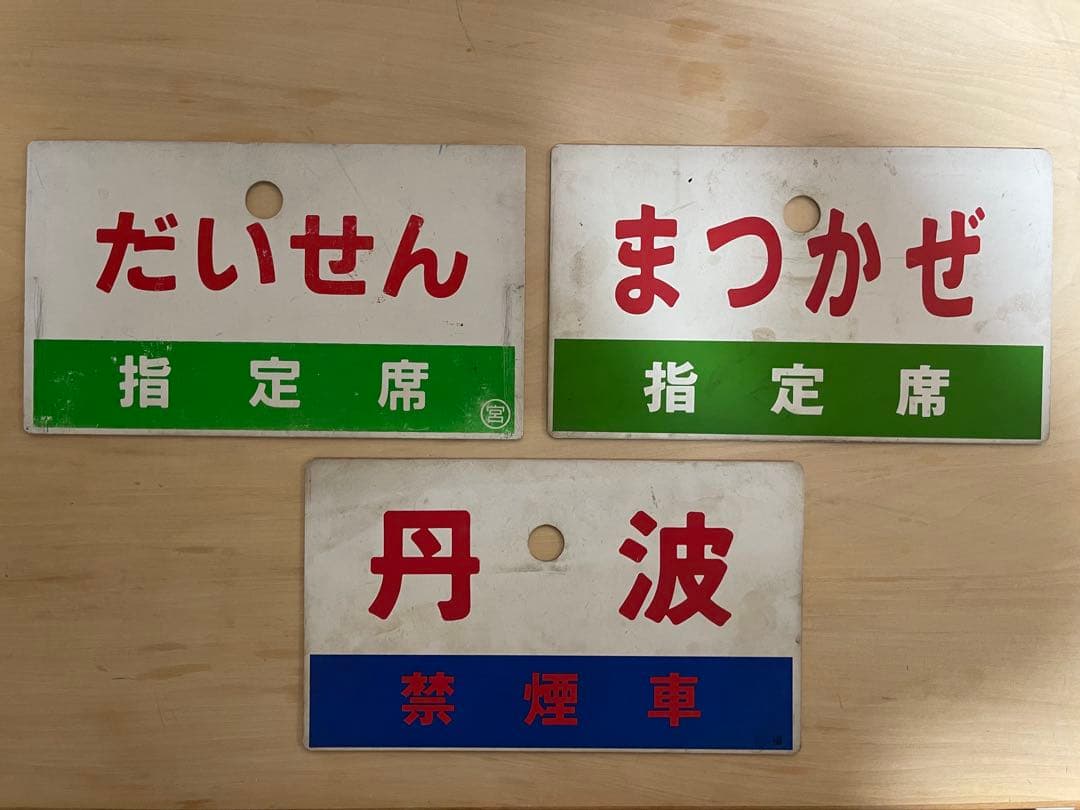 だいせん
指定席
宮
まつかぜ
指定席
丹波
禁煙車